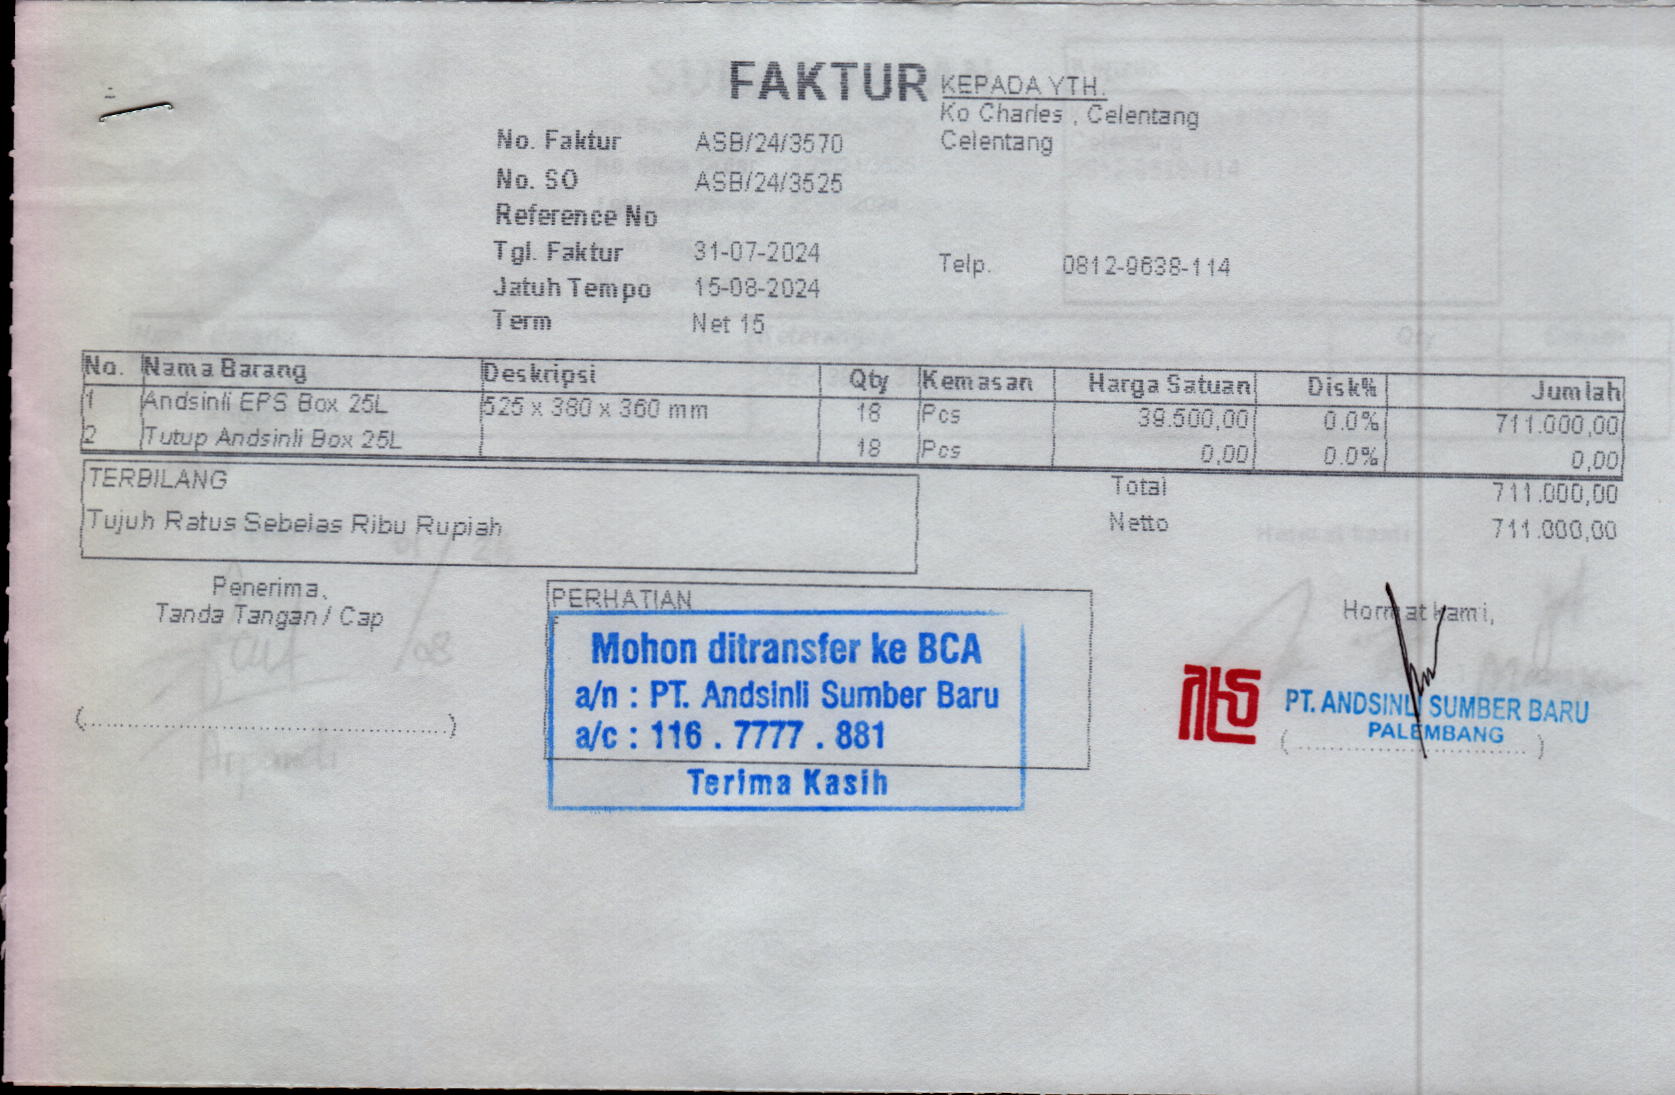 FAKTUR
KEPADA YTH.
Ko Charles , Celentang
Celentang
No. Faktur ASB/24/3570
No. SO ASB/24/3525
Reference No
Tgl. Faktur 31-07-2024
Telp. 0812-9638-114
Jatuh Tempo 15-08-2024
Term Net 15
No. Nama Barang Deskripsi Qty Kemasan Harga Satuan Disk% Jumlah
1 Andsinli EPS Box 25L 525 x 380 x 360 mm 18 Pcs 39.500,00 0.0% 711.000,00
2 Tutup Andsinli Box 25L 18 Pcs 0,00 0.0% 0,00
TERBILANG
Tujuh Ratus Sebelas Ribu Rupiah
Total 711.000,00
Netto 711.000,00
Penerima,
Tanda Tangan / Cap
(.................................................)
PERHATIAN
Mohon ditransfer ke BCA
a/n : PT. Andsinli Sumber Baru
a/c : 116 . 7777 . 881
Terima Kasih
Hormat kami,
PT. ANDSINLI SUMBER BARU
PALEMBANG
(................................)